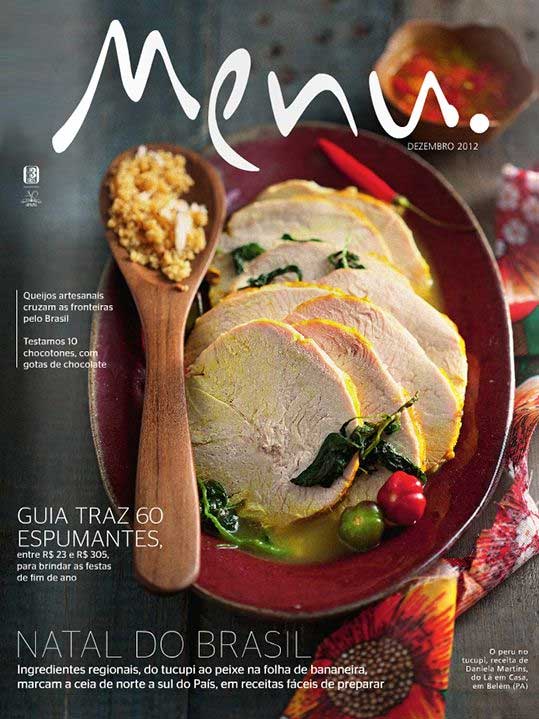 Menu.
DEZEMBRO 2012
Queijos artesanais
cruzam as fronteiras
pelo Brasil
Testamos 10
chocotones, com
gotas de chocolate
GUIA TRAZ 60
ESPUMANTES,
entre R$ 23 e R$ 305,
para brindar as festas
de fim de ano
NATAL DO BRASIL
Ingredientes regionais, do tucupi ao peixe na folha de bananeira,
marcam a ceia de norte a sul do País, em receitas fáceis de preparar
O peru no
tucupi, receita de
Daniela Martins,
do Lá em Casa,
em Belém (PA)